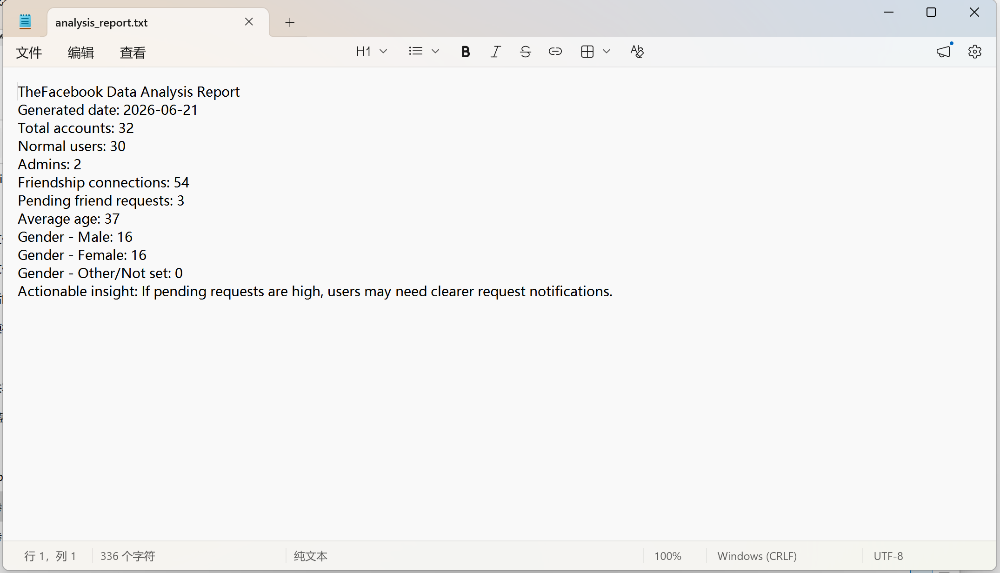 analysis_report.txt
文件 编辑 查看 H1 B I S
TheFacebook Data Analysis Report
Generated date: 2026-06-21
Total accounts: 32
Normal users: 30
Admins: 2
Friendship connections: 54
Pending friend requests: 3
Average age: 37
Gender - Male: 16
Gender - Female: 16
Gender - Other/Not set: 0
Actionable insight: If pending requests are high, users may need clearer request notifications.
行 1, 列 1 336 个字符 纯文本 100% Windows (CRLF) UTF-8